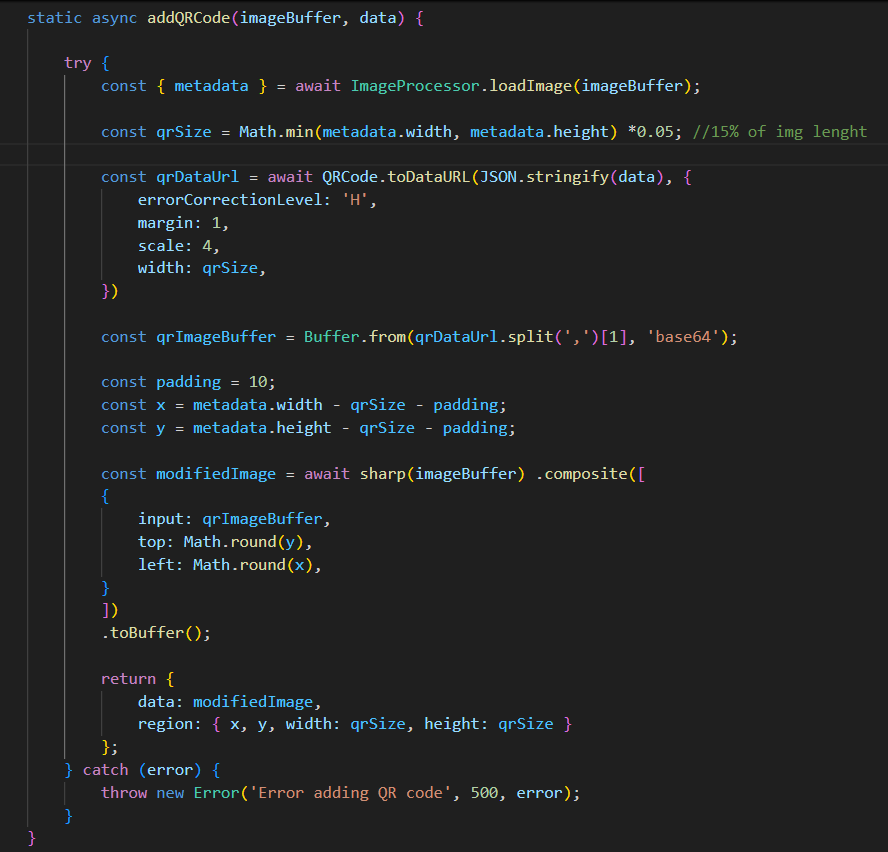 static async addQRCode(imageBuffer, data) {
try {
const { metadata } = await ImageProcessor.loadImage(imageBuffer);
const qrSize = Math.min(metadata.width, metadata.height) *0.05; //15% of img lenght
const qrDataUrl = await QRCode.toDataURL(JSON.stringify(data), {
errorCorrectionLevel: 'H',
margin: 1,
scale: 4,
width: qrSize,
})
const qrImageBuffer = Buffer.from(qrDataUrl.split(',')[1], 'base64');
const padding = 10;
const x = metadata.width - qrSize - padding;
const y = metadata.height - qrSize - padding;
const modifiedImage = await sharp(imageBuffer) .composite([
{
input: qrImageBuffer,
top: Math.round(y),
left: Math.round(x),
}
])
.toBuffer();
return {
data: modifiedImage,
region: { x, y, width: qrSize, height: qrSize }
};
} catch (error) {
throw new Error('Error adding QR code', 500, error);
}
}